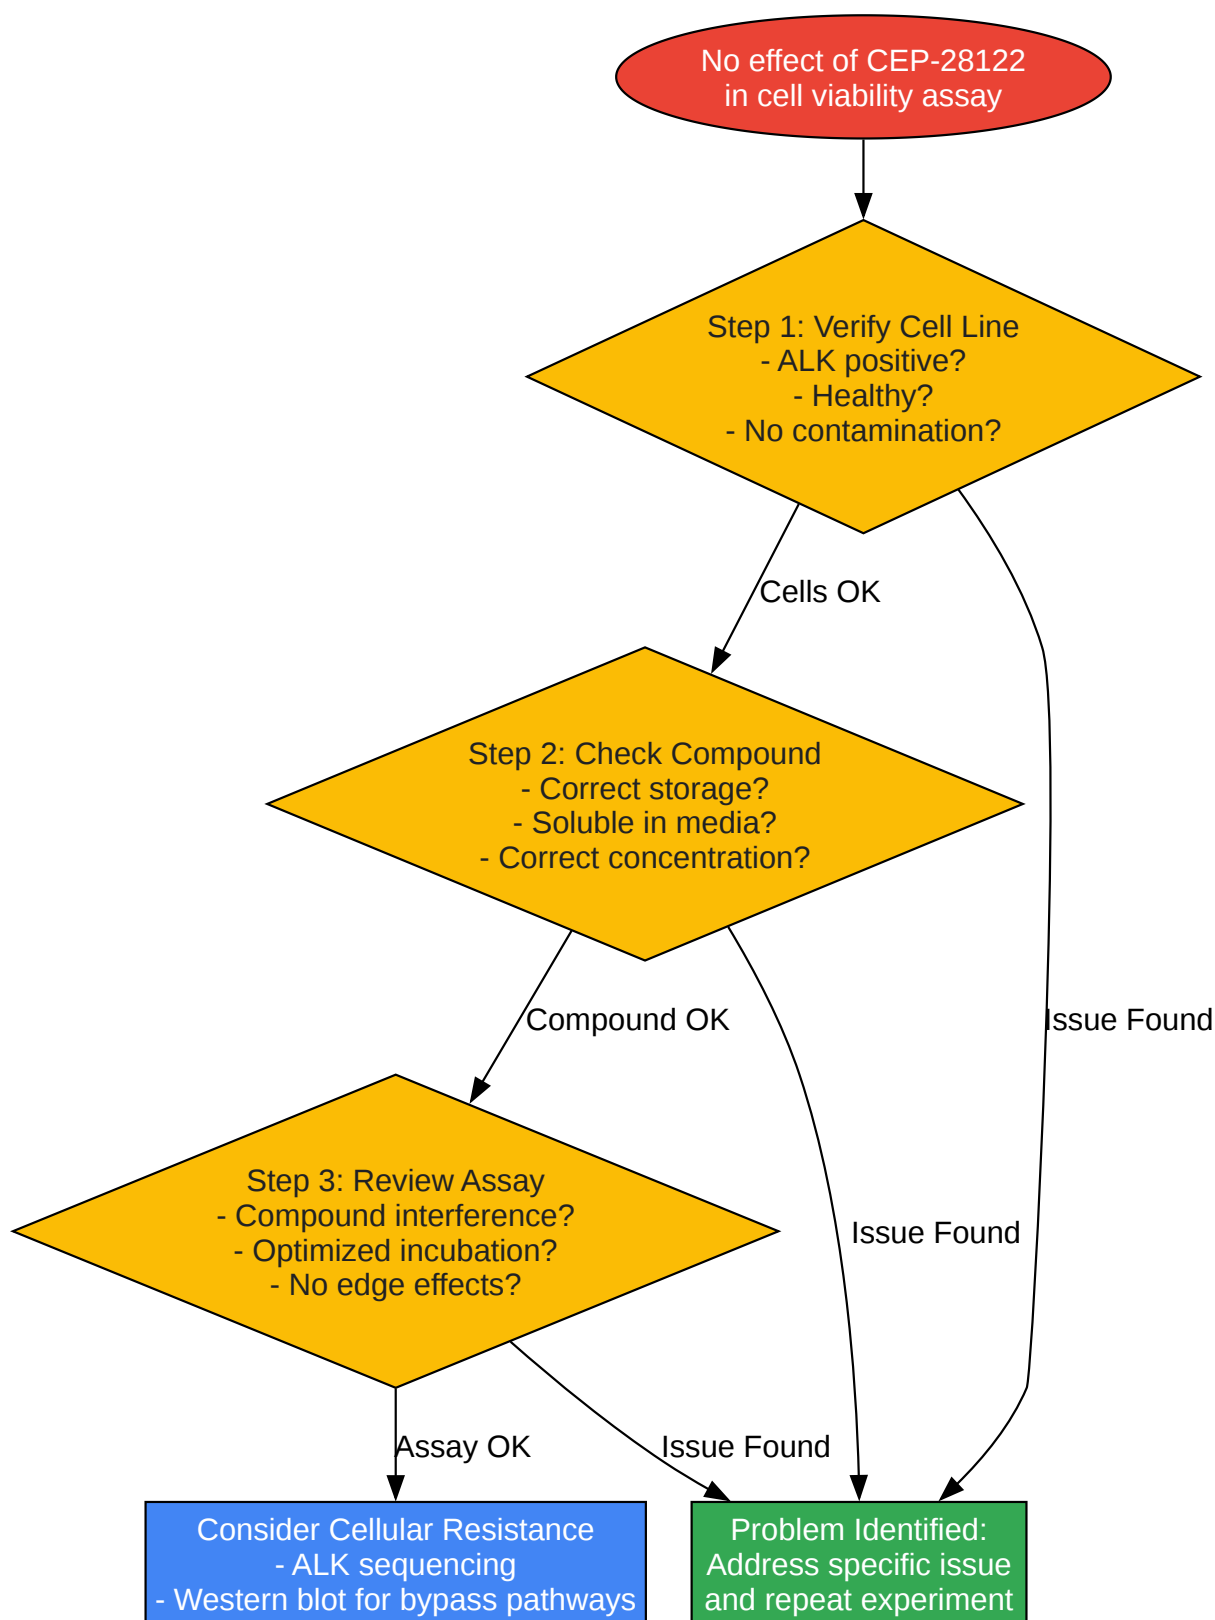 No effect of CEP-28122
in cell viability assay
Step 1: Verify Cell Line
- ALK positive?
- Healthy?
- No contamination?
Cells OK
Step 2: Check Compound
- Correct storage?
- Soluble in media?
- Correct concentration?
Compound OK
Issue Found
Step 3: Review Assay
- Compound interference?
- Optimized incubation?
- No edge effects?
Issue Found
Assay OK
Issue Found
Consider Cellular Resistance
- ALK sequencing
- Western blot for bypass pathways
Problem Identified:
Address specific issue
and repeat experiment